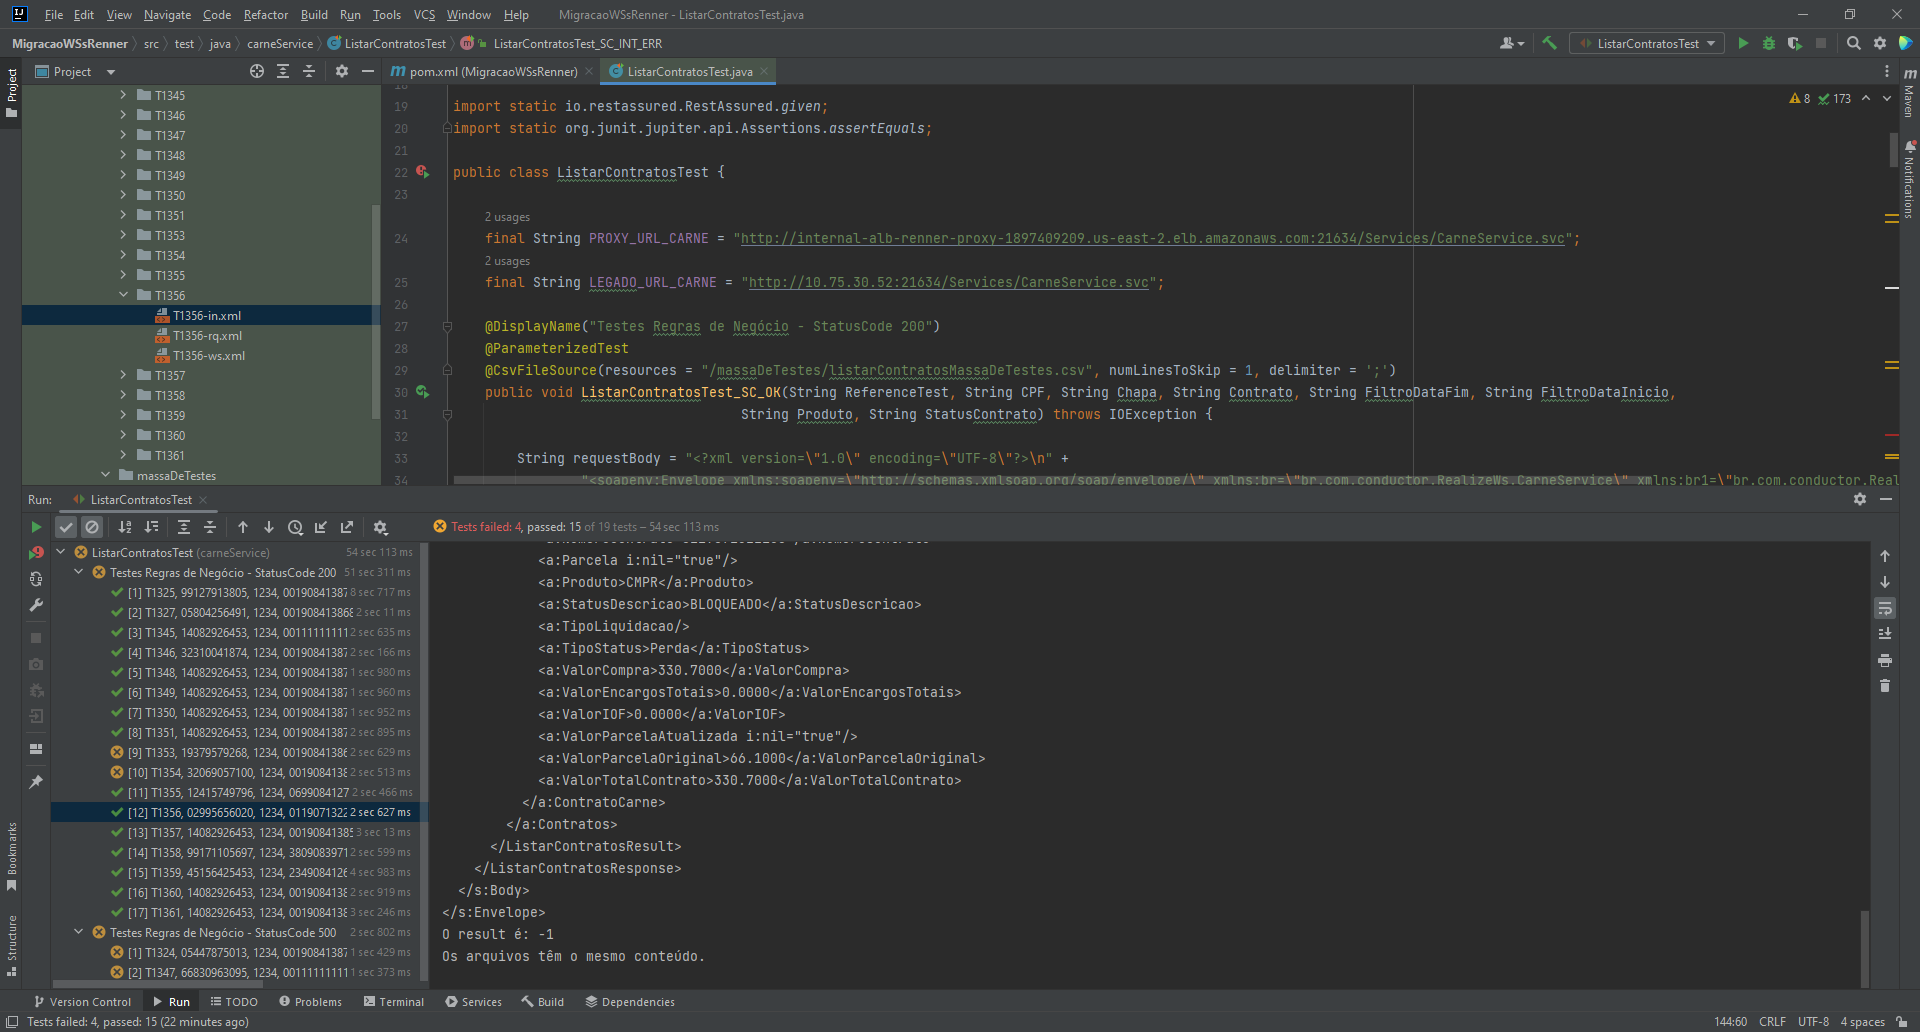 File Edit View Navigate Code Refactor Build Run Tools VCS Window Help MigracaoWSsRenner - ListarContratosTest.java
MigracaoWSsRenner src test java carneService ListarContratosTest ListarContratosTest_SC_INT_ERR
ListarContratosTest
Project
Project
T1345
T1346
T1347
T1348
T1349
T1350
T1351
T1353
T1354
T1355
T1356
T1356-in.xml
T1356-rq.xml
T1356-ws.xml
T1357
T1358
T1359
T1360
T1361
massaDeTestes
pom.xml (MigracaoWSsRenner) ListarContratosTest.java
8 173
Maven
Notifications
18
19 import static io.restassured.RestAssured.given;
20 import static org.junit.jupiter.api.Assertions.assertEquals;
21
22 public class ListarContratosTest {
23
2 usages
24 final String PROXY_URL_CARNE = "http://internal-alb-renner-proxy-1897409209.us-east-2.elb.amazonaws.com:21634/Services/CarneService.svc";
2 usages
25 final String LEGADO_URL_CARNE = "http://10.75.30.52:21634/Services/CarneService.svc";
26
27 @DisplayName("Testes Regras de Negócio - StatusCode 200")
28 @ParameterizedTest
29 @CsvFileSource(resources = "/massaDeTestes/listarContratosMassaDeTestes.csv", numLinesToSkip = 1, delimiter = ';')
30 public void ListarContratosTest_SC_OK(String ReferenceTest, String CPF, String Chapa, String Contrato, String FiltroDataFim, String FiltroDataInicio,
31 String Produto, String StatusContrato) throws IOException {
32
33 String requestBody = "<?xml version=\"1.0\" encoding=\"UTF-8\"?>\n" +
34 "<soapenv:Envelope xmlns:soapenv=\"http://schemas.xmlsoap.org/soap/envelope/\" xmlns:br=\"br.com.conductor.RealizeWs.CarneService\" xmlns:br1=\"br.com.conductor.Real
Run: ListarContratosTest
Tests failed: 4, passed: 15 of 19 tests – 54 sec 113 ms
ListarContratosTest (carneService) 54 sec 113 ms
Testes Regras de Negócio - StatusCode 200 51 sec 311 ms
[1] T1325, 99127913805, 1234, 00190841387 8 sec 717 ms
[2] T1327, 05804256491, 1234, 00190841386 2 sec 11 ms
[3] T1345, 14082926453, 1234, 00111111111 2 sec 635 ms
[4] T1346, 32310041874, 1234, 00190841387 2 sec 166 ms
[5] T1348, 14082926453, 1234, 00190841387 1 sec 980 ms
[6] T1349, 14082926453, 1234, 00190841387 1 sec 960 ms
[7] T1350, 14082926453, 1234, 00190841387 1 sec 952 ms
[8] T1351, 14082926453, 1234, 00190841387 2 sec 895 ms
[9] T1353, 19379579268, 1234, 00190841386 2 sec 629 ms
[10] T1354, 32069057100, 1234, 0019084138 2 sec 513 ms
[11] T1355, 12415749796, 1234, 0699084127 2 sec 466 ms
[12] T1356, 02995656020, 1234, 0119071322 2 sec 627 ms
[13] T1357, 14082926453, 1234, 0019084138 3 sec 13 ms
[14] T1358, 99171105697, 1234, 3809083971 2 sec 599 ms
[15] T1359, 45156425453, 1234, 2349084126 4 sec 983 ms
[16] T1360, 14082926453, 1234, 0019084138 2 sec 919 ms
[17] T1361, 14082926453, 1234, 0019084138 3 sec 246 ms
Testes Regras de Negócio - StatusCode 500 2 sec 802 ms
[1] T1324, 05447875013, 1234, 00190841387 1 sec 429 ms
[2] T1347, 66830963095, 1234, 00111111111 1 sec 373 ms
<a:Parcela i:nil="true"/>
<a:Produto>CMPR</a:Produto>
<a:StatusDescricao>BLOQUEADO</a:StatusDescricao>
<a:TipoLiquidacao/>
<a:TipoStatus>Perda</a:TipoStatus>
<a:ValorCompra>330.7000</a:ValorCompra>
<a:ValorEncargosTotais>0.0000</a:ValorEncargosTotais>
<a:ValorIOF>0.0000</a:ValorIOF>
<a:ValorParcelaAtualizada i:nil="true"/>
<a:ValorParcelaOriginal>66.1000</a:ValorParcelaOriginal>
<a:ValorTotalContrato>330.7000</a:ValorTotalContrato>
</a:ContratoCarne>
</a:Contratos>
</ListarContratosResult>
</ListarContratosResponse>
</s:Body>
</s:Envelope>
O result é: -1
Os arquivos têm o mesmo conteúdo.
Bookmarks
Structure
Version Control Run TODO Problems Terminal Services Build Dependencies
Tests failed: 4, passed: 15 (22 minutes ago) 144:60 CRLF UTF-8 4 spaces